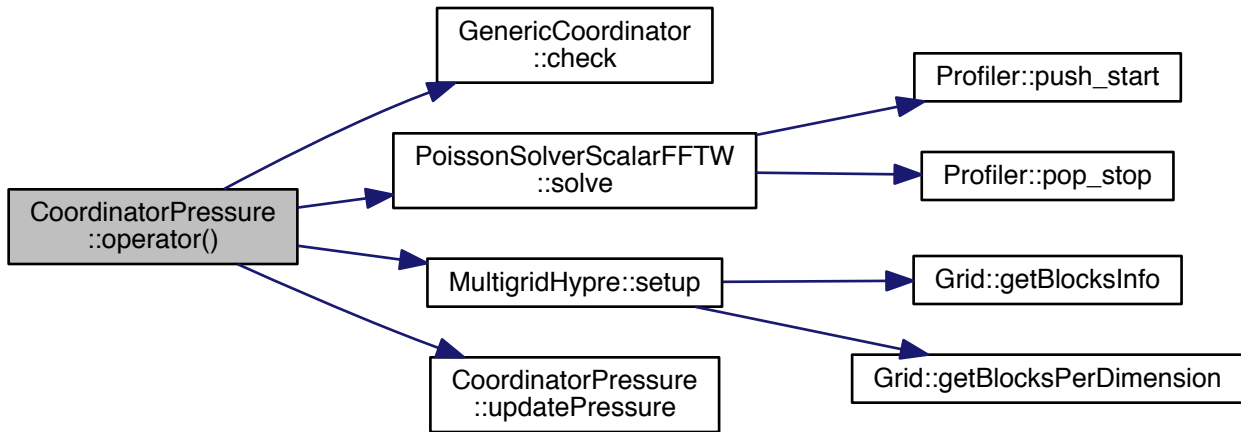 CoordinatorPressure
::operator()
GenericCoordinator
::check
PoissonSolverScalarFFTW
::solve
MultigridHypre::setup
CoordinatorPressure
::updatePressure
Profiler::push_start
Profiler::pop_stop
Grid::getBlocksInfo
Grid::getBlocksPerDimension